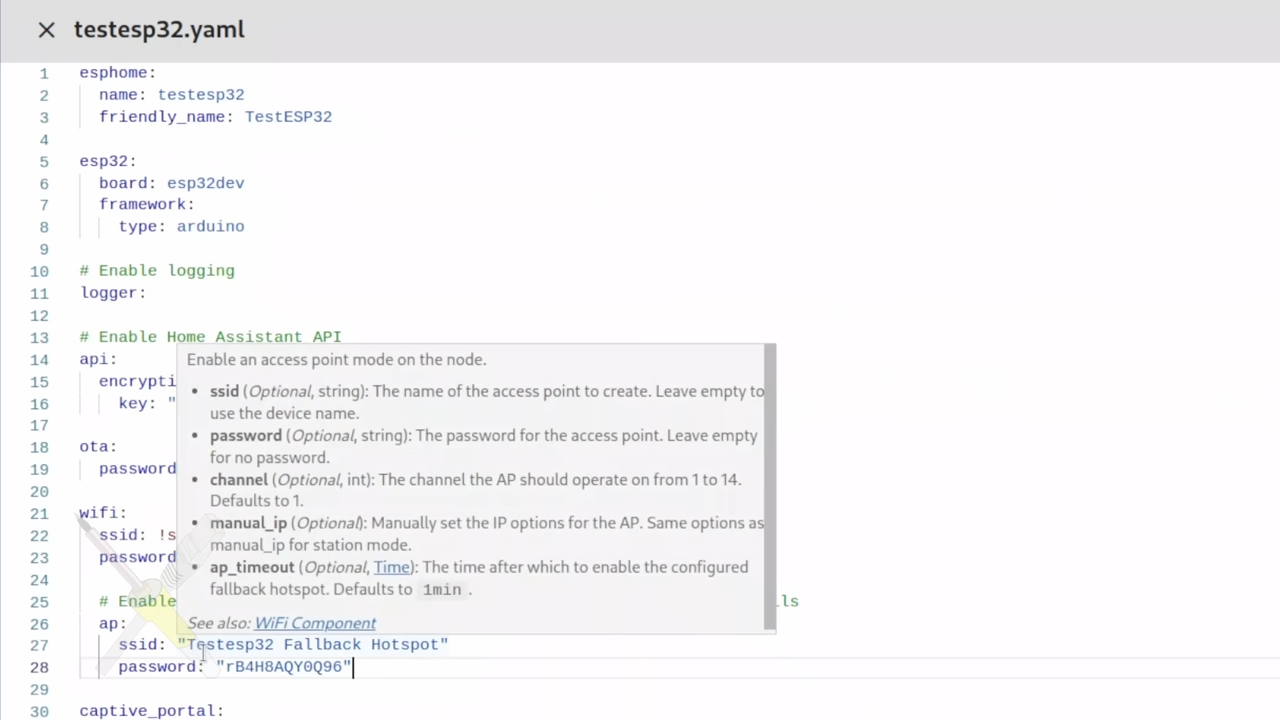 testesp32.yaml
1 esphome:
2 name: testesp32
3 friendly_name: TestESP32
4
5 esp32:
6 board: esp32dev
7 framework:
8 type: arduino
9
10 # Enable logging
11 logger:
12
13 # Enable Home Assistant API
14 api:
15 encrypti
16 key: "
17
18 ota:
19 password
20
21 wifi:
22 ssid: !s
23 password
24
25 # Enable ls
26 ap:
27 ssid: "Testesp32 Fallback Hotspot"
28 password: "rB4H8AQY0Q96"
29
30 captive_portal:
Enable an access point mode on the node.
• ssid (Optional, string): The name of the access point to create. Leave empty to
use the device name.
• password (Optional, string): The password for the access point. Leave empty
for no password.
• channel (Optional, int): The channel the AP should operate on from 1 to 14.
Defaults to 1.
• manual_ip (Optional): Manually set the IP options for the AP. Same options as
manual_ip for station mode.
• ap_timeout (Optional, Time): The time after which to enable the configured
fallback hotspot. Defaults to 1min .
See also: WiFi Component